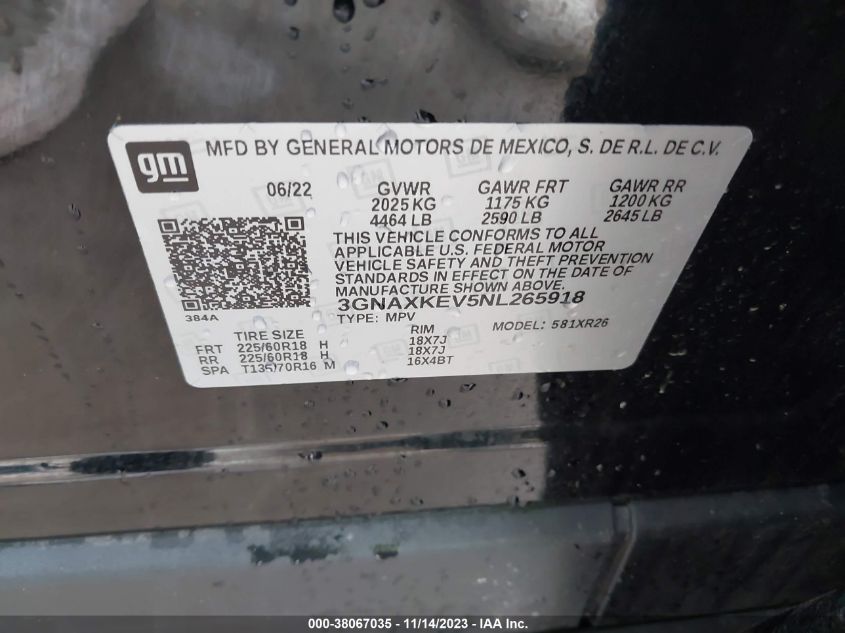 gm MFD BY GENERAL MOTORS DE MEXICO, S. DE R.L. DE C.V.
06/22 GVWR GAWR FRT GAWR RR
2025 KG 1175 KG 1200 KG
4464 LB 2590 LB 2645 LB
THIS VEHICLE CONFORMS TO ALL
APPLICABLE U.S. FEDERAL MOTOR
VEHICLE SAFETY AND THEFT PREVENTION
STANDARDS IN EFFECT ON THE DATE OF
MANUFACTURE SHOWN ABOVE.
3GNAXKEV5NL265918
384A TYPE: MPV MODEL: 581XR26
TIRE SIZE RIM
FRT 225/60R18 H 18X7J
RR 225/60R18 H 18X7J
SPA T135/70R16 M 16X4BT
000-38067035 - 11/14/2023 - IAA Inc.